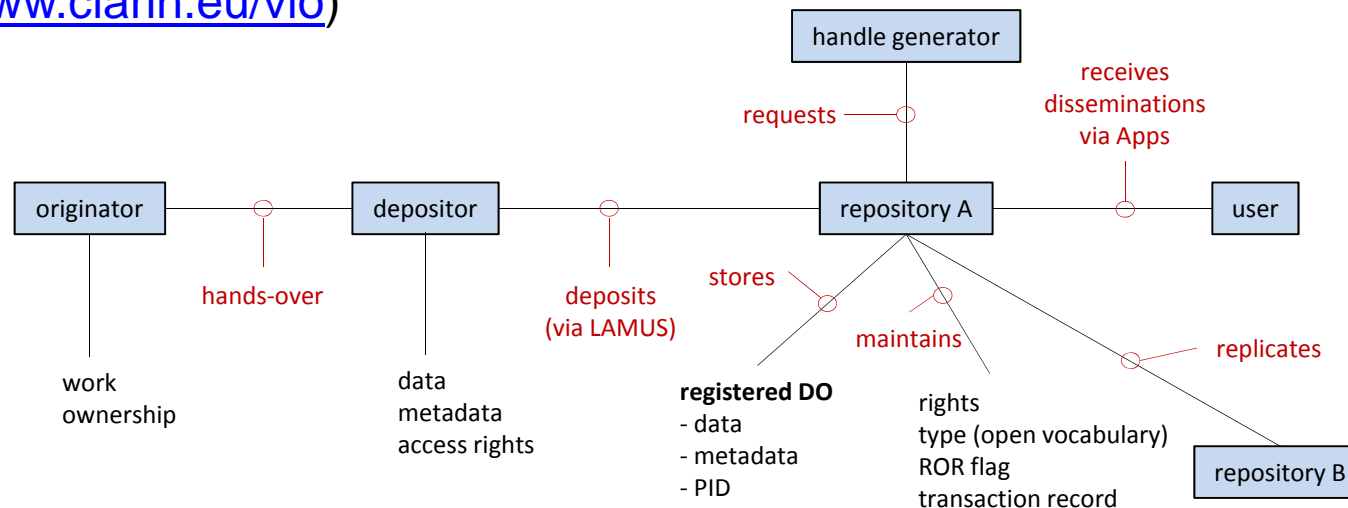 ww.clarin.eu/vlo)
handle generator
receives
disseminations
via Apps
requests
originator
depositor
repository A
user
hands-over
deposits
(via LAMUS)
stores
maintains
replicates
work
ownership
data
metadata
access rights
registered DO
- data
- metadata
- PID
rights
type (open vocabulary)
ROR flag
transaction record
repository B